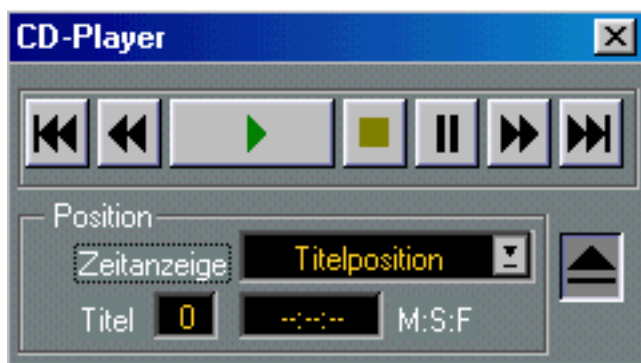 CD-Player
Position
Zeitanzeige Titelposition
Titel 0 --:--:-- M:S:F